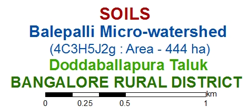 SOILS
Balepalli Micro-watershed
(4C3H5J2g : Area - 444 ha)
Doddaballapura Taluk
BANGALORE RURAL DISTRICT
0 0.25 0.5 1
km